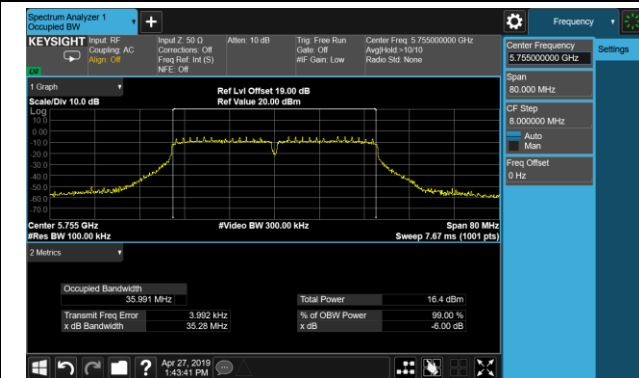 Spectrum Analyzer 1
Occupied BW
Frequency
KEYSIGHT
Input: RF
Coupling: AC
Align: Off
Input Z: 50 Ω
Corrections: Off
Freq Ref: Int (S)
NFE: Off
Atten: 10 dB
Trig: Free Run
Gate: Off
#IF Gain: Low
Center Freq: 5.755000000 GHz
Avg|Hold:>10/10
Radio Std: None
Center Frequency
5.755000000 GHz
Settings
Span
80.000 MHz
CF Step
8.000000 MHz
Auto
Man
Freq Offset
0 Hz
1 Graph
Scale/Div 10.0 dB
Ref Lvl Offset 19.00 dB
Ref Value 20.00 dBm
Log
10.0
0.00
-10.0
-20.0
-30.0
-40.0
-50.0
-60.0
-70.0
Center 5.755 GHz
#Video BW 300.00 kHz
Span 80 MHz
#Res BW 100.00 kHz
Sweep 7.67 ms (1001 pts)
2 Metrics
Occupied Bandwidth
35.991 MHz
Total Power
16.4 dBm
Transmit Freq Error
3.992 kHz
% of OBW Power
99.00 %
x dB Bandwidth
35.28 MHz
x dB
-6.00 dB
Apr 27, 2019
1:43:41 PM